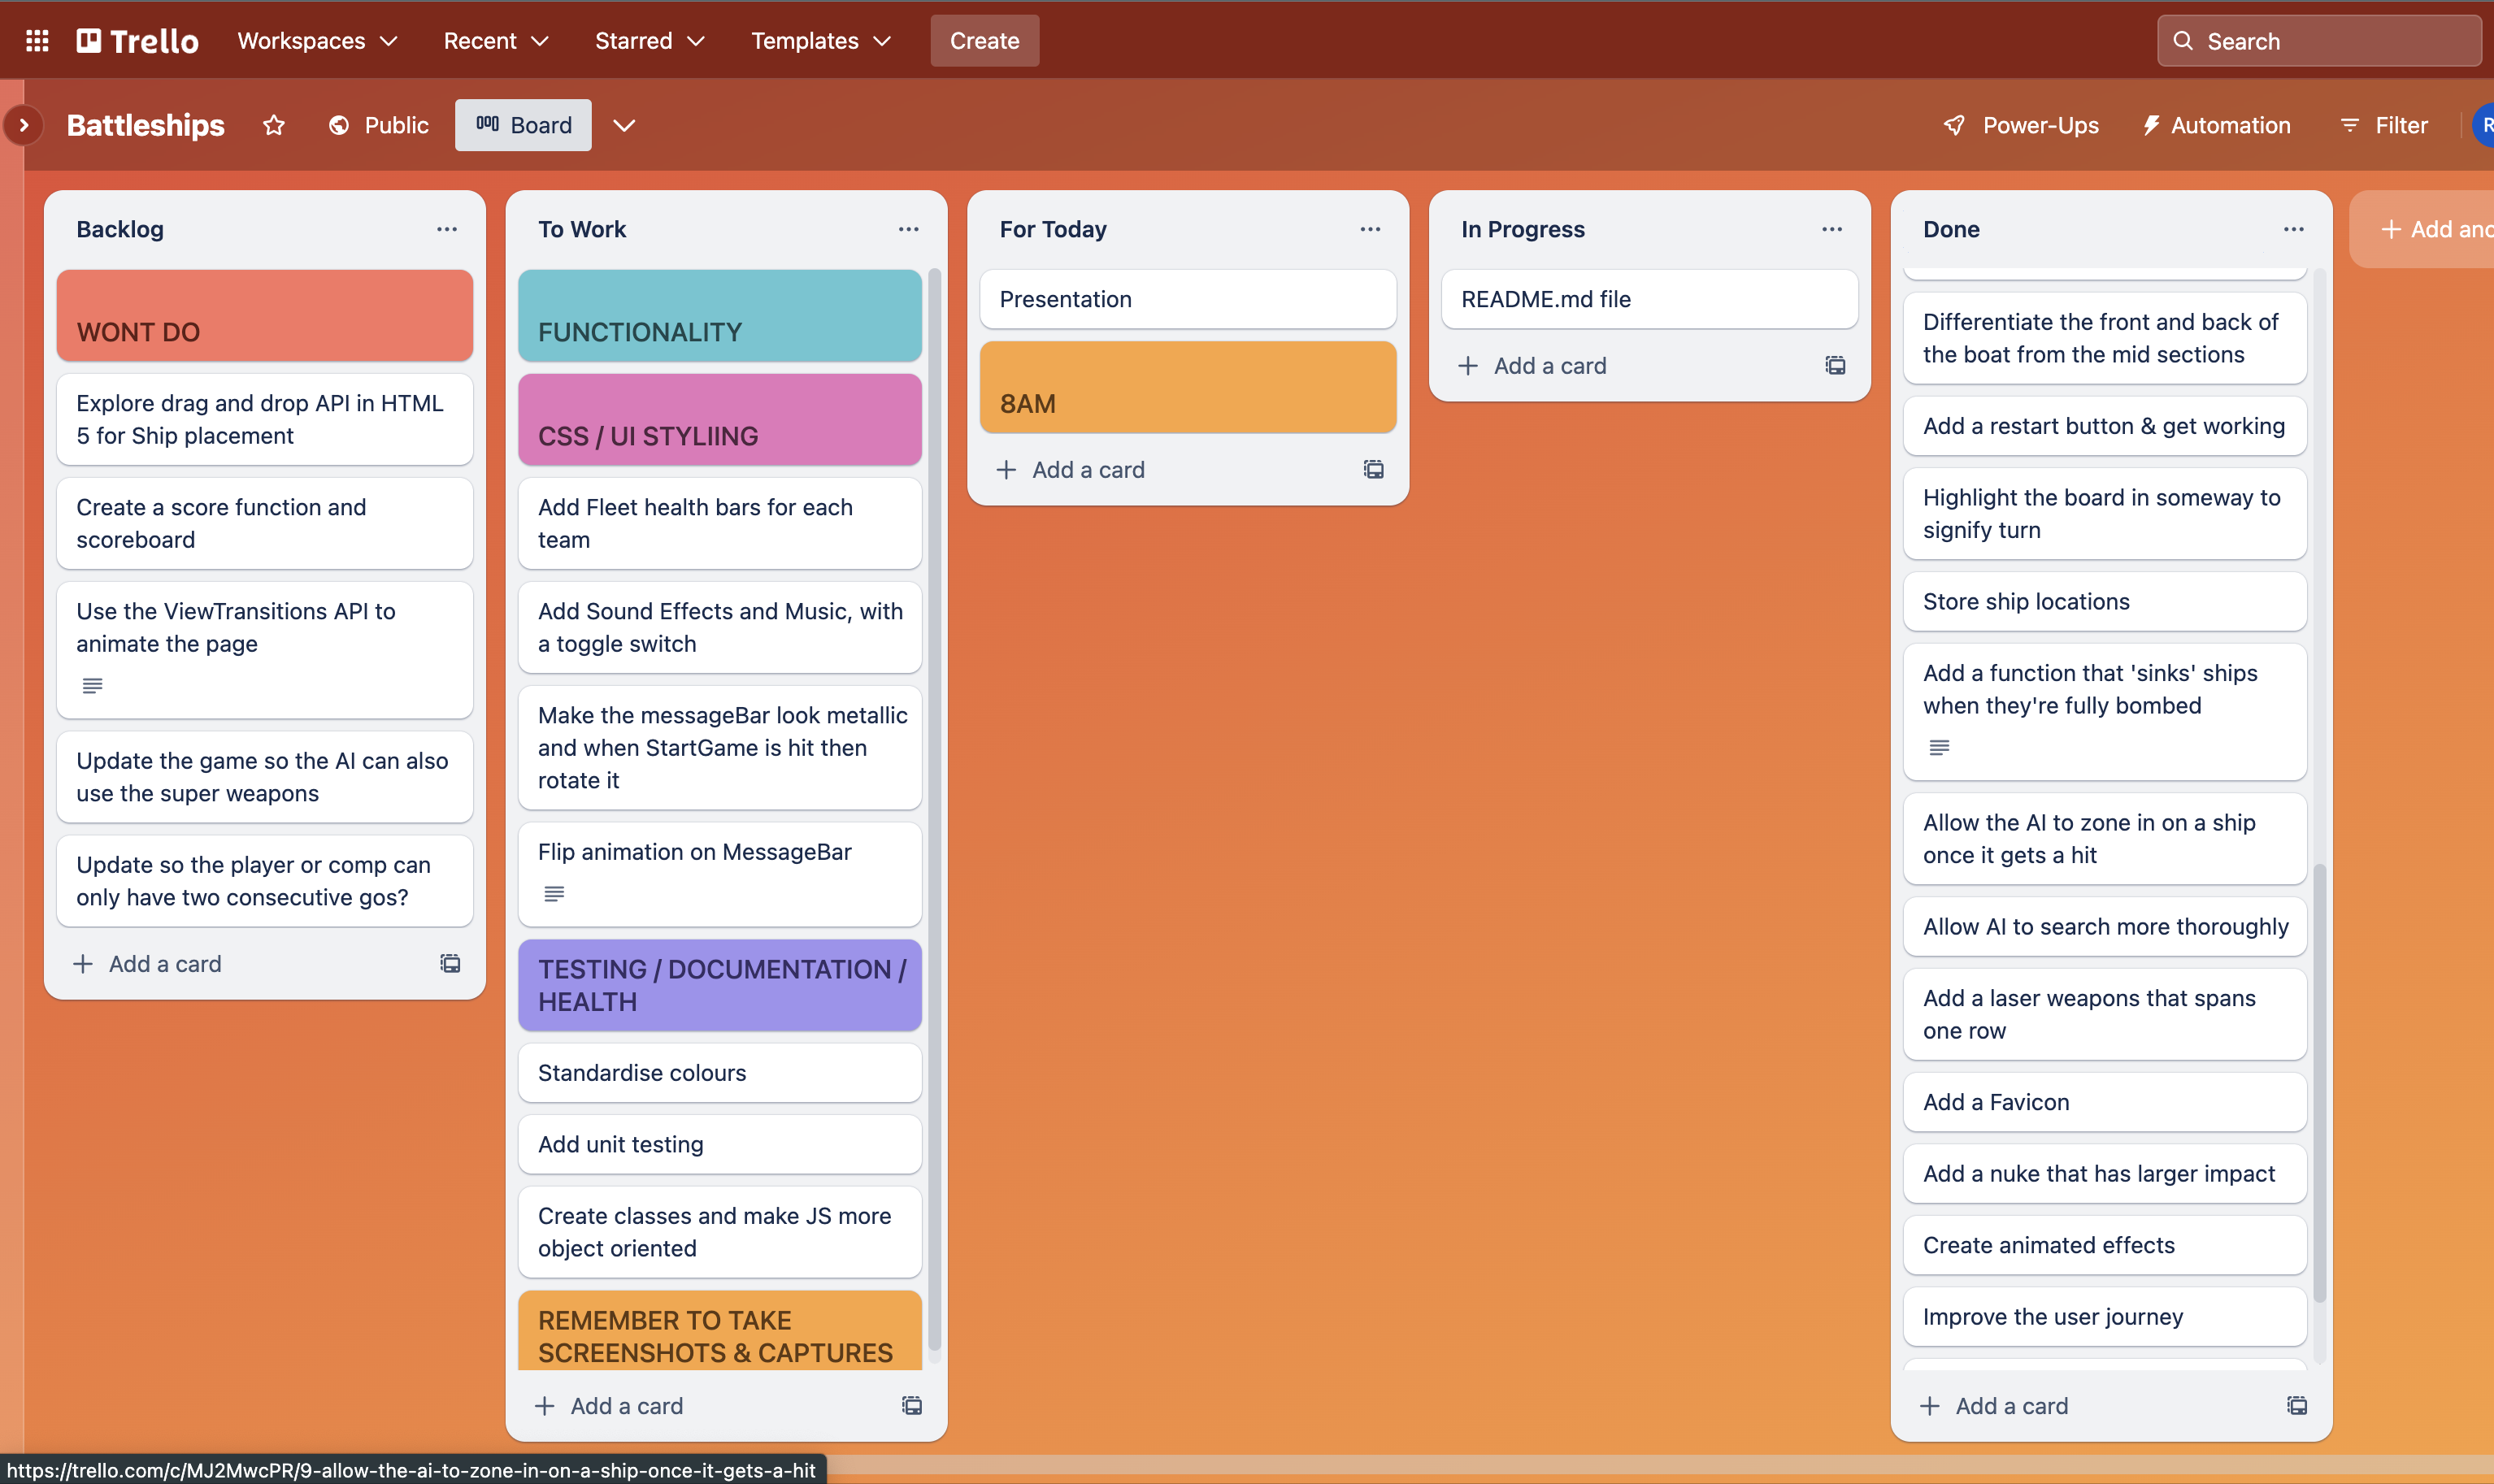 Trello
Workspaces
Recent
Starred
Templates
Create
Search
Battleships
Public
Board
Power-Ups
Automation
Filter
R
Backlog
WONT DO
Explore drag and drop API in HTML
5 for Ship placement
Create a score function and
scoreboard
Use the ViewTransitions API to
animate the page
Update the game so the AI can also
use the super weapons
Update so the player or comp can
only have two consecutive gos?
Add a card
To Work
FUNCTIONALITY
CSS / UI STYLIING
Add Fleet health bars for each
team
Add Sound Effects and Music, with
a toggle switch
Make the messageBar look metallic
and when StartGame is hit then
rotate it
Flip animation on MessageBar
TESTING / DOCUMENTATION /
HEALTH
Standardise colours
Add unit testing
Create classes and make JS more
object oriented
REMEMBER TO TAKE
SCREENSHOTS & CAPTURES
Add a card
For Today
Presentation
8AM
Add a card
In Progress
README.md file
Add a card
Done
Differentiate the front and back of
the boat from the mid sections
Add a restart button & get working
Highlight the board in someway to
signify turn
Store ship locations
Add a function that 'sinks' ships
when they're fully bombed
Allow the AI to zone in on a ship
once it gets a hit
Allow AI to search more thoroughly
Add a laser weapons that spans
one row
Add a Favicon
Add a nuke that has larger impact
Create animated effects
Improve the user journey
Add a card
Add ano
https://trello.com/c/MJ2MwcPR/9-allow-the-ai-to-zone-in-on-a-ship-once-it-gets-a-hit